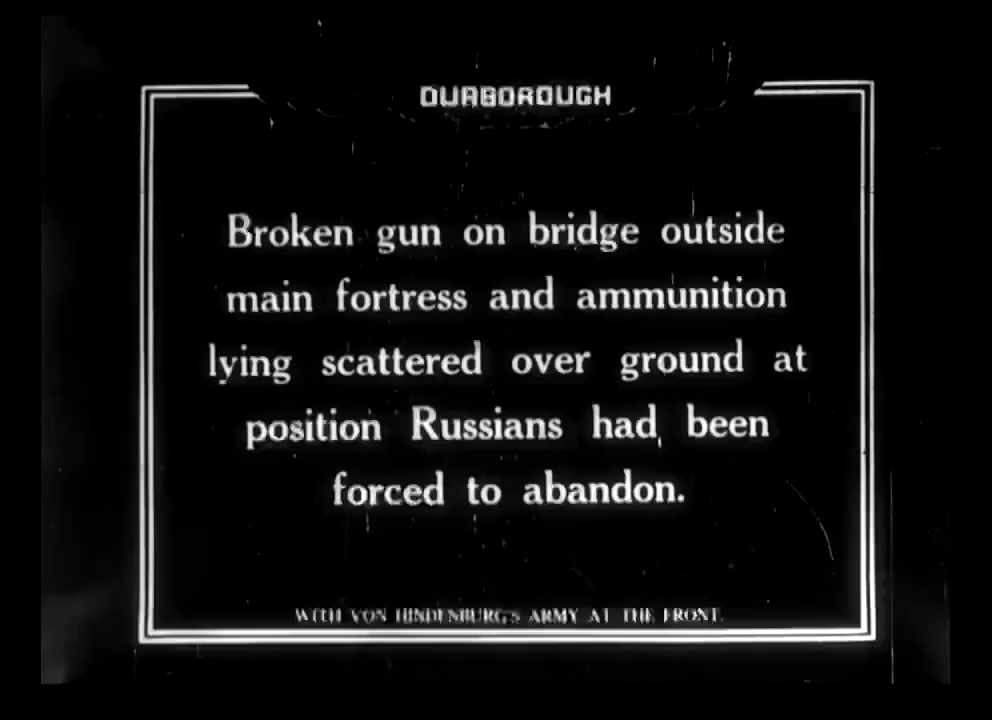 DURBOROUGH
Broken gun on bridge outside
main fortress and ammunition
lying scattered over ground at
position Russians had been
forced to abandon.
WITH VON HINDENBURG'S ARMY AT THE FRONT.